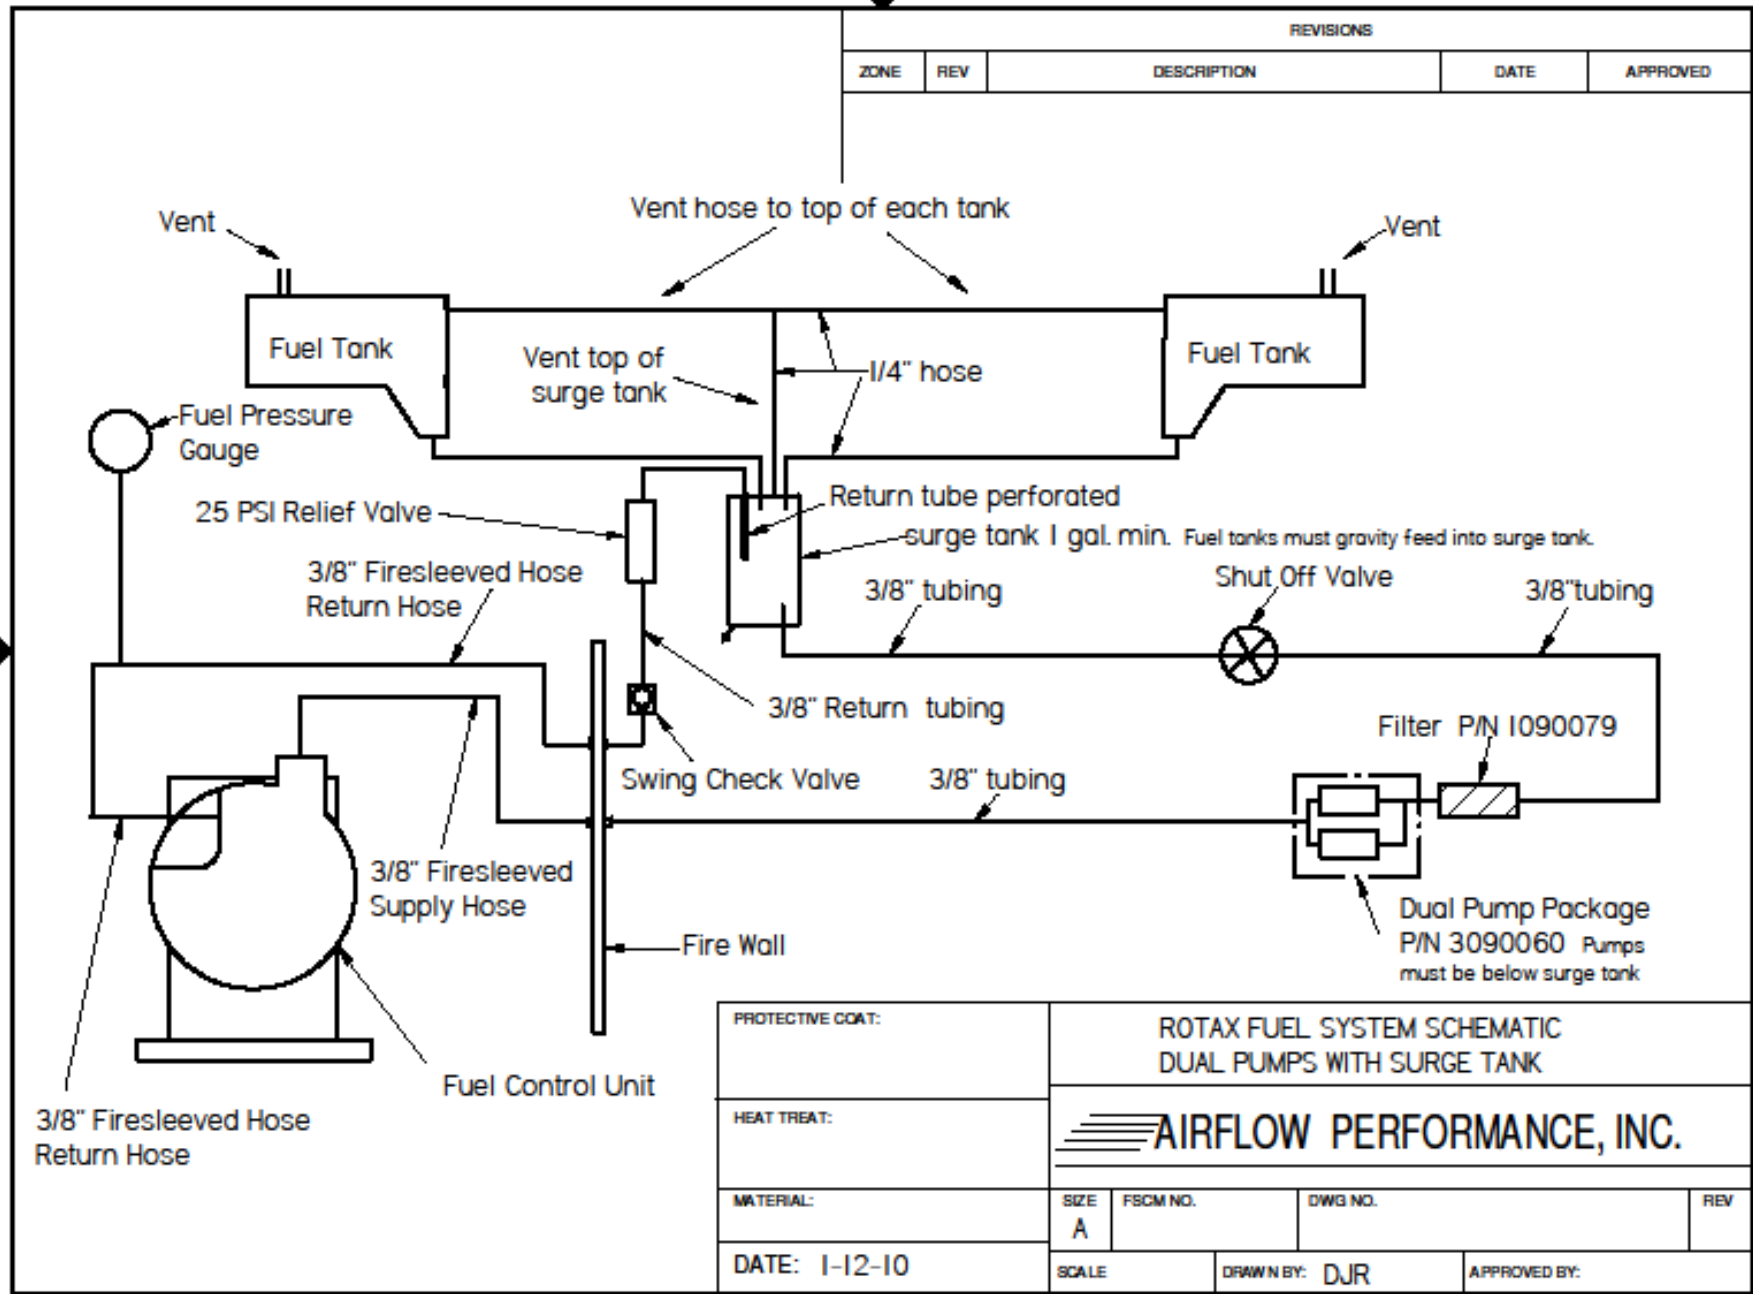 REVISIONS
ZONE REV DESCRIPTION DATE APPROVED
Vent hose to top of each tank
Vent
Vent
Fuel Tank
Fuel Tank
Vent top of
surge tank
1/4" hose
Fuel Pressure
Gauge
25 PSI Relief Valve
Return tube perforated
surge tank 1 gal. min. Fuel tanks must gravity feed into surge tank.
3/8" Firesleeved Hose
Return Hose
3/8" tubing
Shut Off Valve
3/8"tubing
3/8" Return tubing
Filter P/N 1090079
Swing Check Valve
3/8" tubing
3/8" Firesleeved
Supply Hose
Dual Pump Package
P/N 3090060 Pumps
must be below surge tank
Fire Wall
Fuel Control Unit
3/8" Firesleeved Hose
Return Hose
PROTECTIVE COAT:
HEAT TREAT:
MATERIAL:
DATE: 1-12-10
ROTAX FUEL SYSTEM SCHEMATIC
DUAL PUMPS WITH SURGE TANK
AIRFLOW PERFORMANCE, INC.
SIZE FSCM NO. DWG NO. REV
A
SCALE DRAWN BY: DJR APPROVED BY: